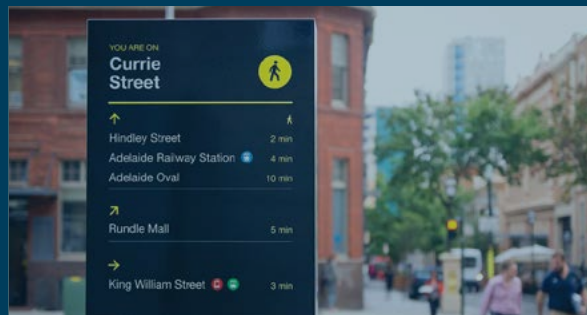 YOU ARE ON
Currie
Street
Hindley Street 2 min
Adelaide Railway Station 4 min
Adelaide Oval 10 min
Rundle Mall 5 min
King William Street 3 min